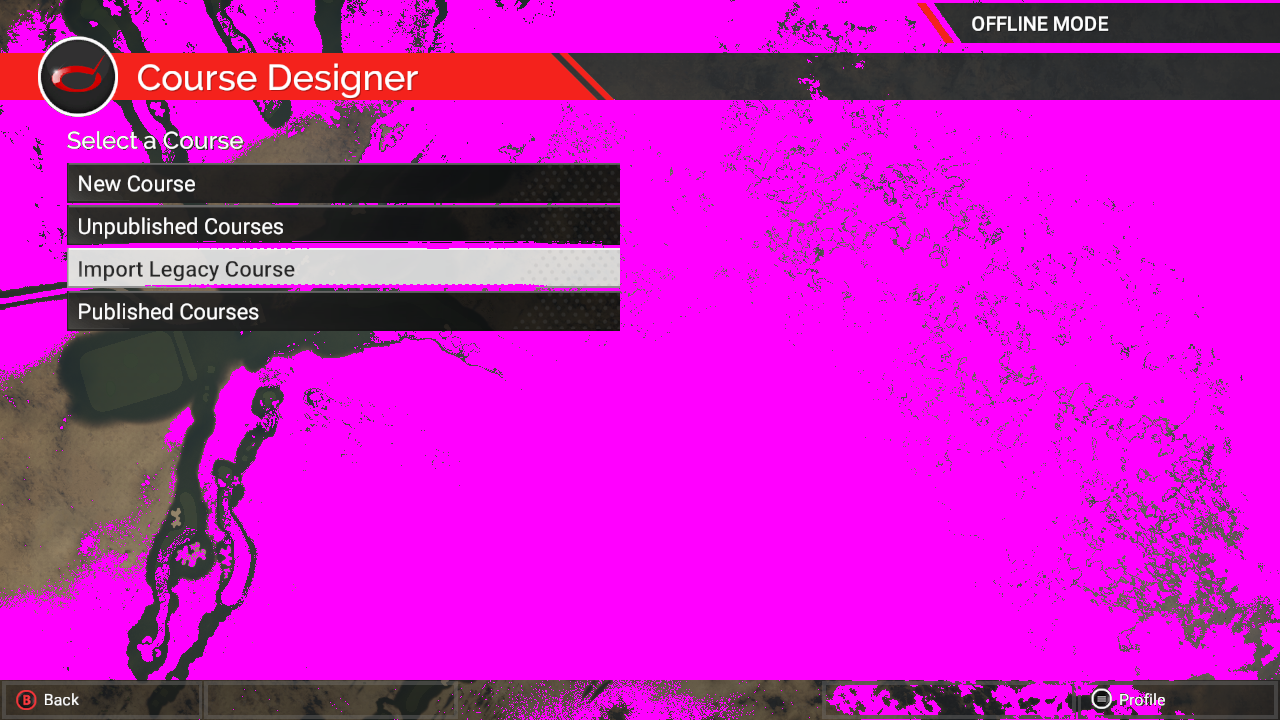 OFFLINE MODE
Course Designer
Select a Course
New Course
Unpublished Courses
Import Legacy Course
Published Courses
B Back
Profile